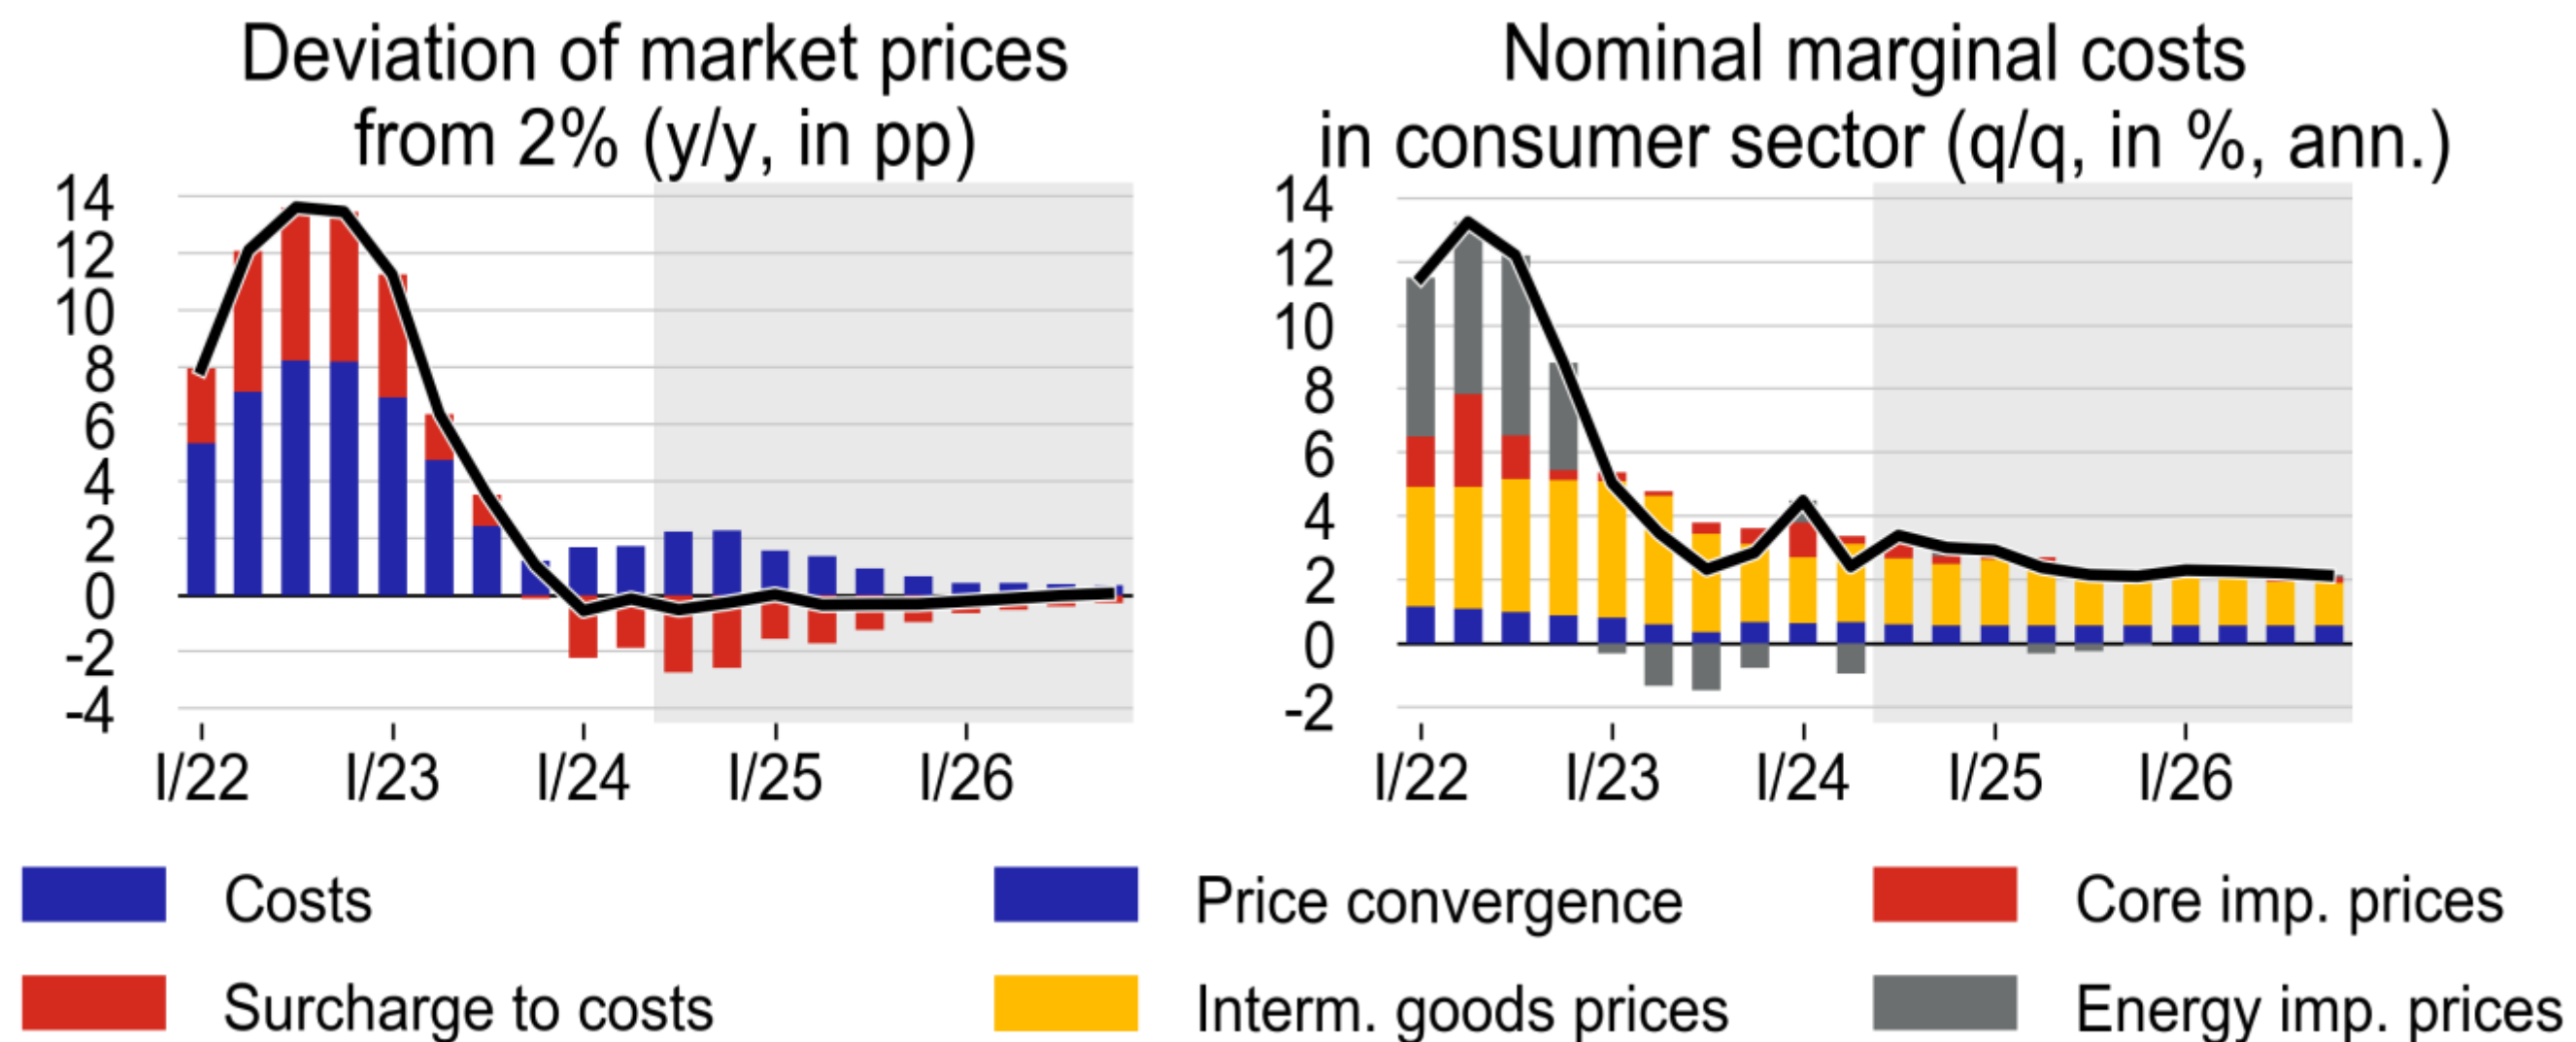 Deviation of market prices
from 2% (y/y, in pp)
14
12
10
8
6
4
2
0
-2
-4
I/22 I/23 I/24 I/25 I/26
Nominal marginal costs
in consumer sector (q/q, in %, ann.)
14
12
10
8
6
4
2
0
-2
I/22 I/23 I/24 I/25 I/26
Costs
Surcharge to costs
Price convergence
Interm. goods prices
Core imp. prices
Energy imp. prices